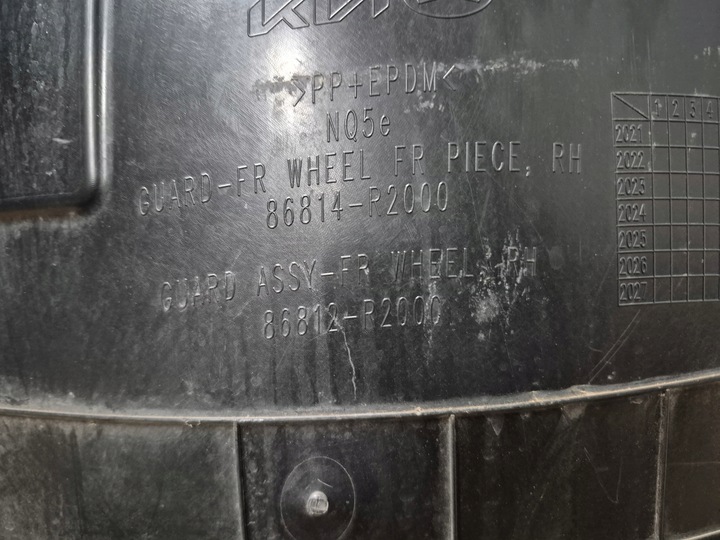 KIA
>PP+EPDM<
NQ5e
GUARD-FR WHEEL FR PIECE, RH
86814-R2000
GUARD ASSY-FR WHEEL, RH
86812-R2000
1 2 3 4
2021
2022
2023
2024
2025
2026
2027